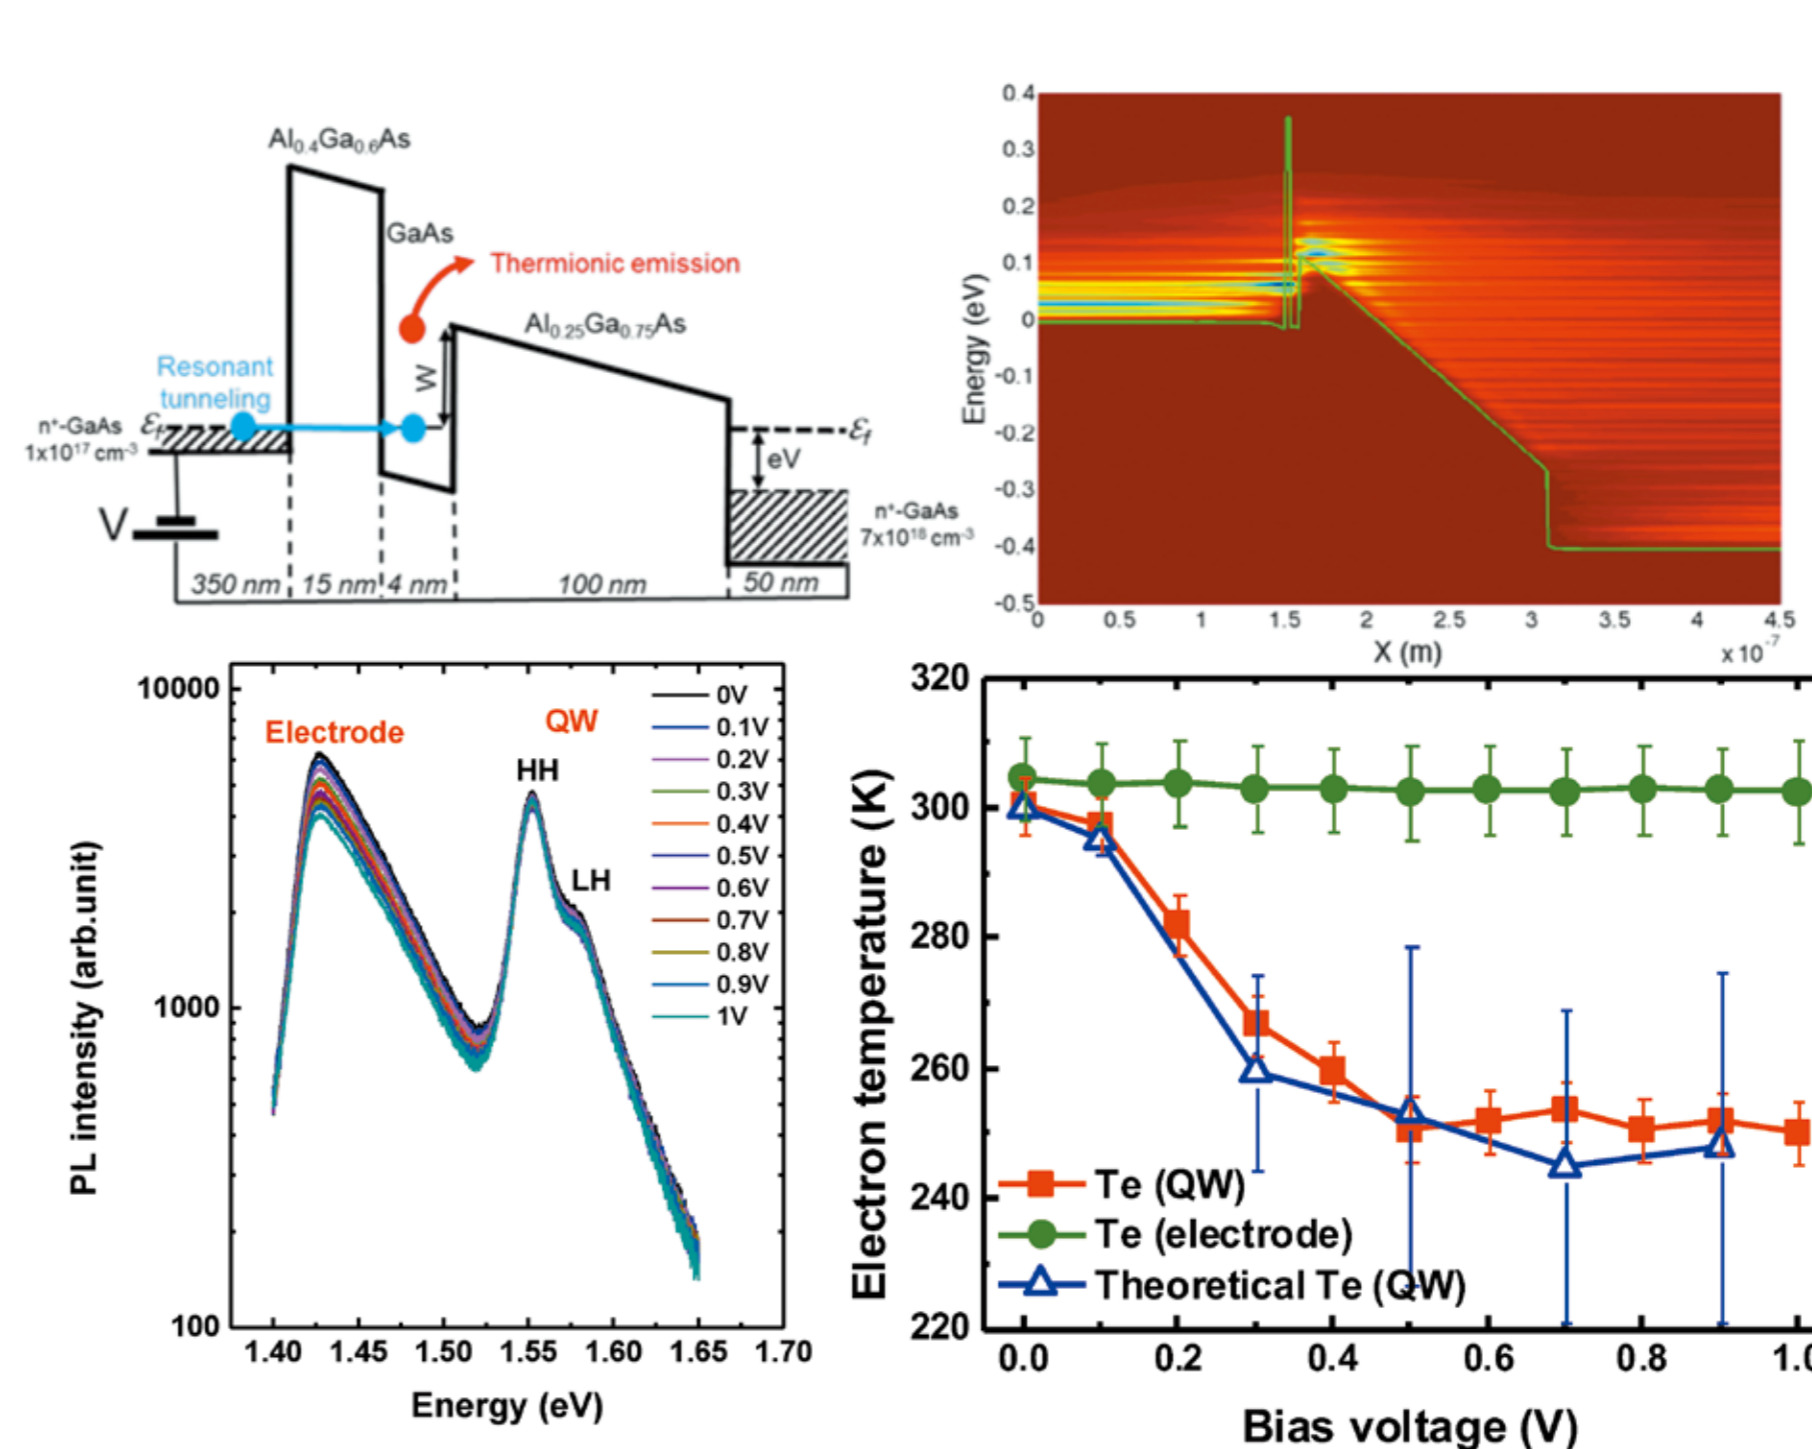 Al0.4Ga0.6As
GaAs
Thermionic emission
Al0.25Ga0.75As
W
Resonant
tunneling
n⁺-GaAs
1x10¹⁷ cm⁻³
Ɛf
Ɛf
eV
n⁺-GaAs
7x10¹⁸ cm⁻³
V
350 nm 15 nm 4 nm 100 nm 50 nm
0.4
0.3
0.2
0.1
0
-0.1
-0.2
-0.3
-0.4
-0.5
Energy (eV)
0 0.5 1 1.5 2 2.5 3 3.5 4 4.5
X (m)
x 10⁻⁷
10000
1000
100
PL intensity (arb.unit)
Electrode
QW
HH
LH
0V
0.1V
0.2V
0.3V
0.4V
0.5V
0.6V
0.7V
0.8V
0.9V
1V
1.40 1.45 1.50 1.55 1.60 1.65 1.70
Energy (eV)
320
300
280
260
240
220
Electron temperature (K)
Te (QW)
Te (electrode)
Theoretical Te (QW)
0.0 0.2 0.4 0.6 0.8 1.0
Bias voltage (V)